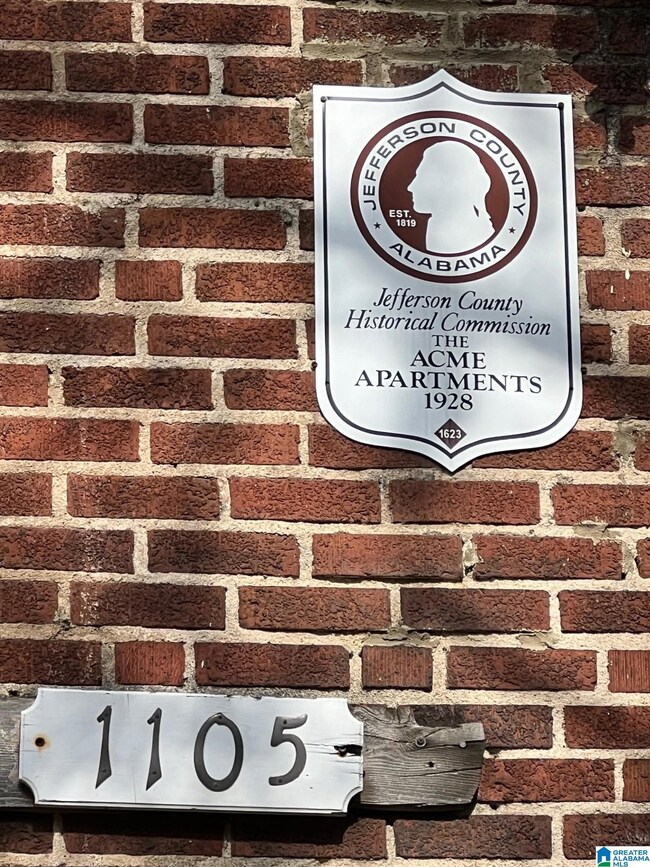 JEFFERSON COUNTY
EST.
1819
ALABAMA
Jefferson County
Historical Commission
THE
ACME
APARTMENTS
1928
1623
1105
GREATER
ALABAMA
MLS